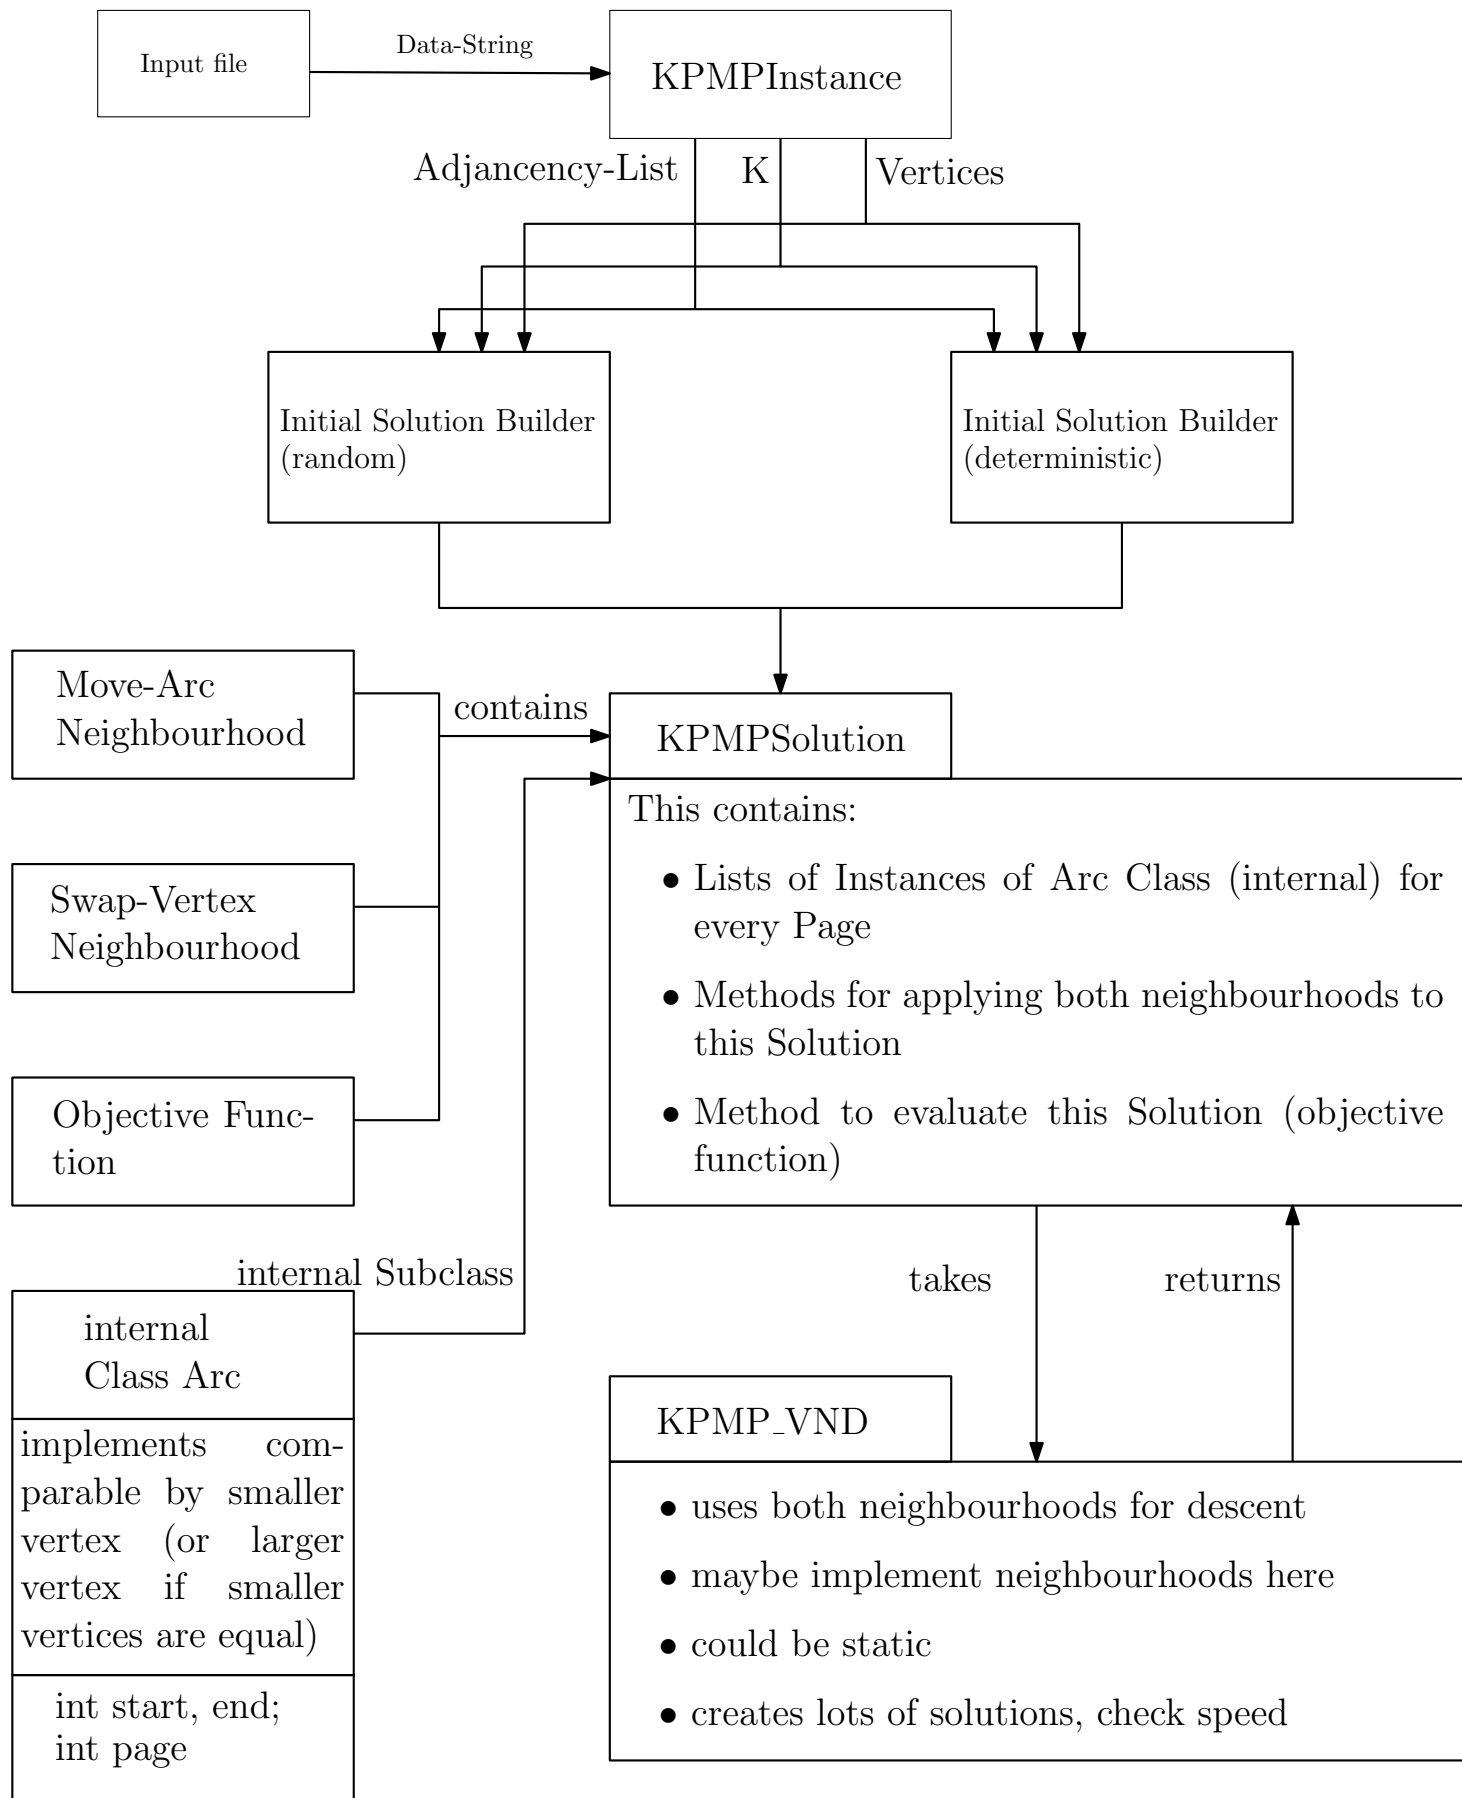 Input file
Data-String
KPMPInstance
Adjancency-List
K
Vertices
Initial Solution Builder
(random)
Initial Solution Builder
(deterministic)
Move-Arc
Neighbourhood
contains
KPMPSolution
This contains:
• Lists of Instances of Arc Class (internal) for
every Page
• Methods for applying both neighbourhoods to
this Solution
• Method to evaluate this Solution (objective
function)
Swap-Vertex
Neighbourhood
Objective Func-
tion
internal Subclass
takes
returns
internal
Class Arc
implements com-
parable by smaller
vertex (or larger
vertex if smaller
vertices are equal)
int start, end;
int page
KPMP_VND
• uses both neighbourhoods for descent
• maybe implement neighbourhoods here
• could be static
• creates lots of solutions, check speed